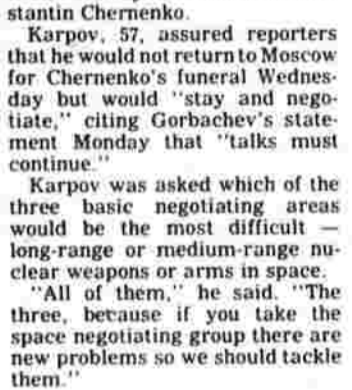 stantin Chernenko.
Karpov, 57, assured reporters
that he would not return to Moscow
for Chernenko's funeral Wednes-
day but would "stay and nego-
tiate," citing Gorbachev's state-
ment Monday that "talks must
continue."
Karpov was asked which of the
three basic negotiating areas
would be the most difficult —
long-range or medium-range nu-
clear weapons or arms in space.
"All of them," he said. "The
three, because if you take the
space negotiating group there are
new problems so we should tackle
them."